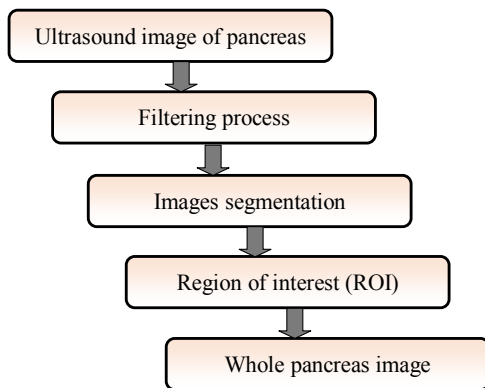 Ultrasound image of pancreas
Filtering process
Images segmentation
Region of interest (ROI)
Whole pancreas image